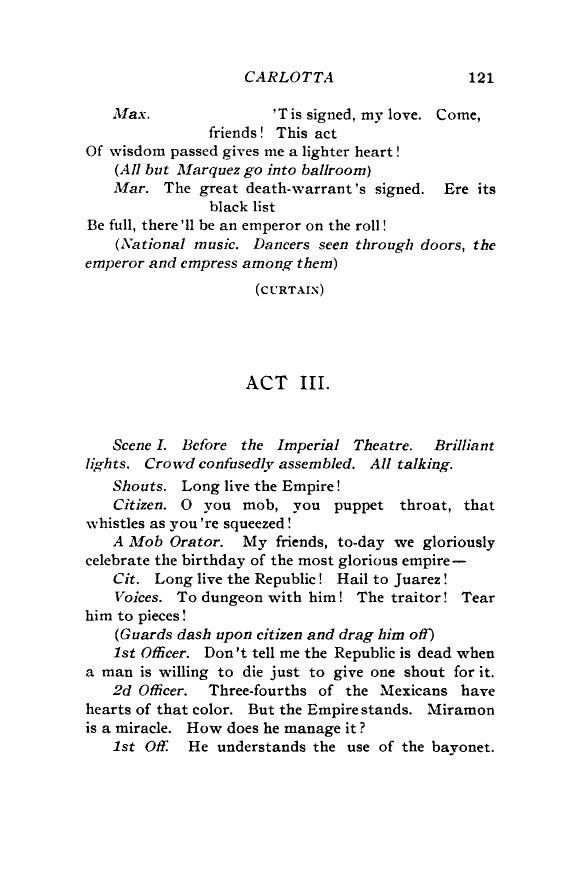 CARLOTTA 121
Max. 'Tis signed, my love. Come,
friends! This act
Of wisdom passed gives me a lighter heart!
(All but Marquez go into ballroom)
Mar. The great death-warrant's signed. Ere its
black list
Be full, there'll be an emperor on the roll!
(National music. Dancers seen through doors, the
emperor and empress among them)
(CURTAIN)
ACT III.
Scene I. Before the Imperial Theatre. Brilliant
lights. Crowd confusedly assembled. All talking.
Shouts. Long live the Empire!
Citizen. O you mob, you puppet throat, that
whistles as you're squeezed!
A Mob Orator. My friends, to-day we gloriously
celebrate the birthday of the most glorious empire—
Cit. Long live the Republic! Hail to Juarez!
Voices. To dungeon with him! The traitor! Tear
him to pieces!
(Guards dash upon citizen and drag him off)
1st Officer. Don't tell me the Republic is dead when
a man is willing to die just to give one shout for it.
2d Officer. Three-fourths of the Mexicans have
hearts of that color. But the Empire stands. Miramon
is a miracle. How does he manage it?
1st Off. He understands the use of the bayonet.